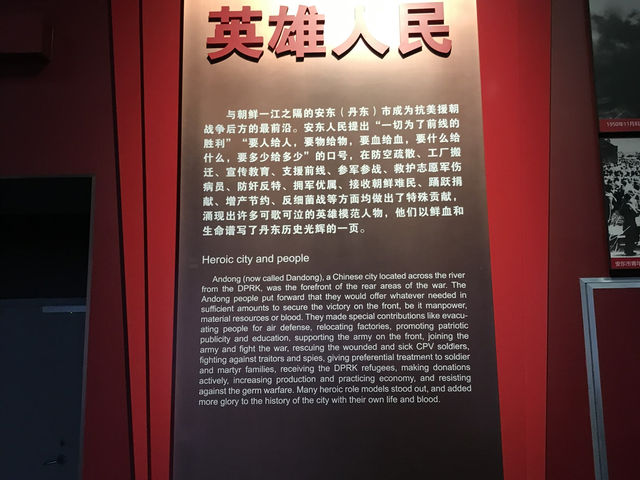 英雄人民
与朝鲜一江之隔的安东（丹东）市成为抗美援朝
战争后方的最前沿。安东人民提出“一切为了前线的
胜利”“要人给人，要物给物，要血给血，要什么给
什么，要多少给多少”的口号，在防空疏散、工厂搬
迁、宣传教育、支援前线、参军参战、救护志愿军伤
病员、防奸反特、拥军优属、接收朝鲜难民、踊跃捐
献、增产节约、反细菌战等方面均做出了特殊贡献，
涌现出许多可歌可泣的英雄模范人物，他们以鲜血和
生命谱写了丹东历史光辉的一页。
Heroic city and people
Andong (now called Dandong), a Chinese city located across the river
from the DPRK, was the forefront of the rear areas of the war. The
Andong people put forward that they would offer whatever needed in
sufficient amounts to secure the victory on the front, be it manpower,
material resources or blood. They made special contributions like evacu-
ating people for air defense, relocating factories, promoting patriotic
publicity and education, supporting the army on the front, joining the
army and fight the war, rescuing the wounded and sick CPV soldiers,
fighting against traitors and spies, giving preferential treatment to soldier
and martyr families, receiving the DPRK refugees, making donations
actively, increasing production and practicing economy, and resisting
against the germ warfare. Many heroic role models stood out, and added
more glory to the history of the city with their own life and blood.
1950年11月8
安东市青年